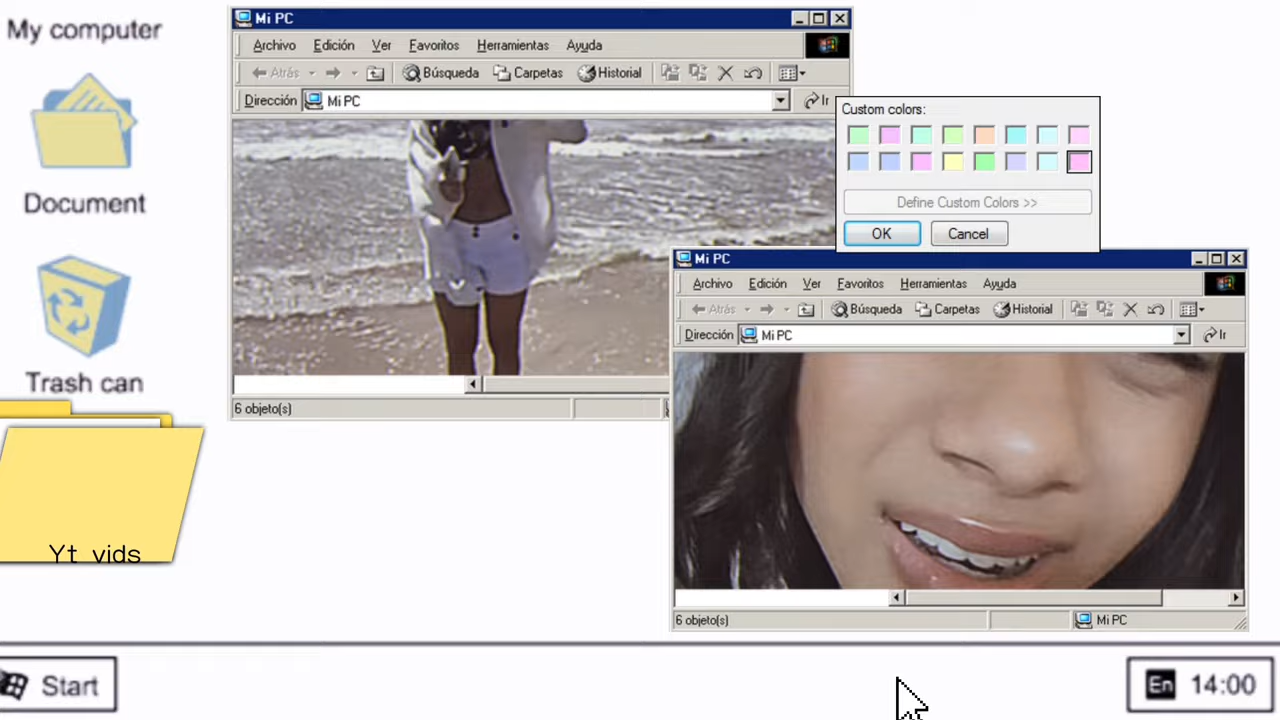 My computer
Document
Trash can
Yt vids
Mi PC
Archivo Edición Ver Favoritos Herramientas Ayuda
Atrás Búsqueda Carpetas Historial
Dirección Mi PC Ir
6 objeto(s)
Custom colors:
Define Custom Colors >>
OK Cancel
Mi PC
Archivo Edición Ver Favoritos Herramientas Ayuda
Atrás Búsqueda Carpetas Historial
Dirección Mi PC Ir
6 objeto(s) Mi PC
Start
En 14:00